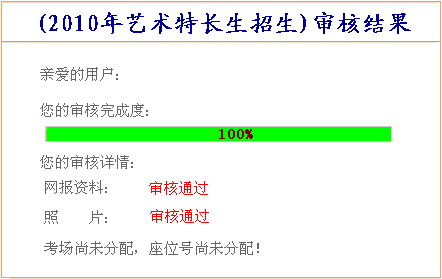 (2010年艺术特长生招生)审核结果
亲爱的用户：
您的审核完成度：
100%
您的审核详情：
网报资料： 审核通过
照　　片： 审核通过
考场尚未分配，座位号尚未分配！